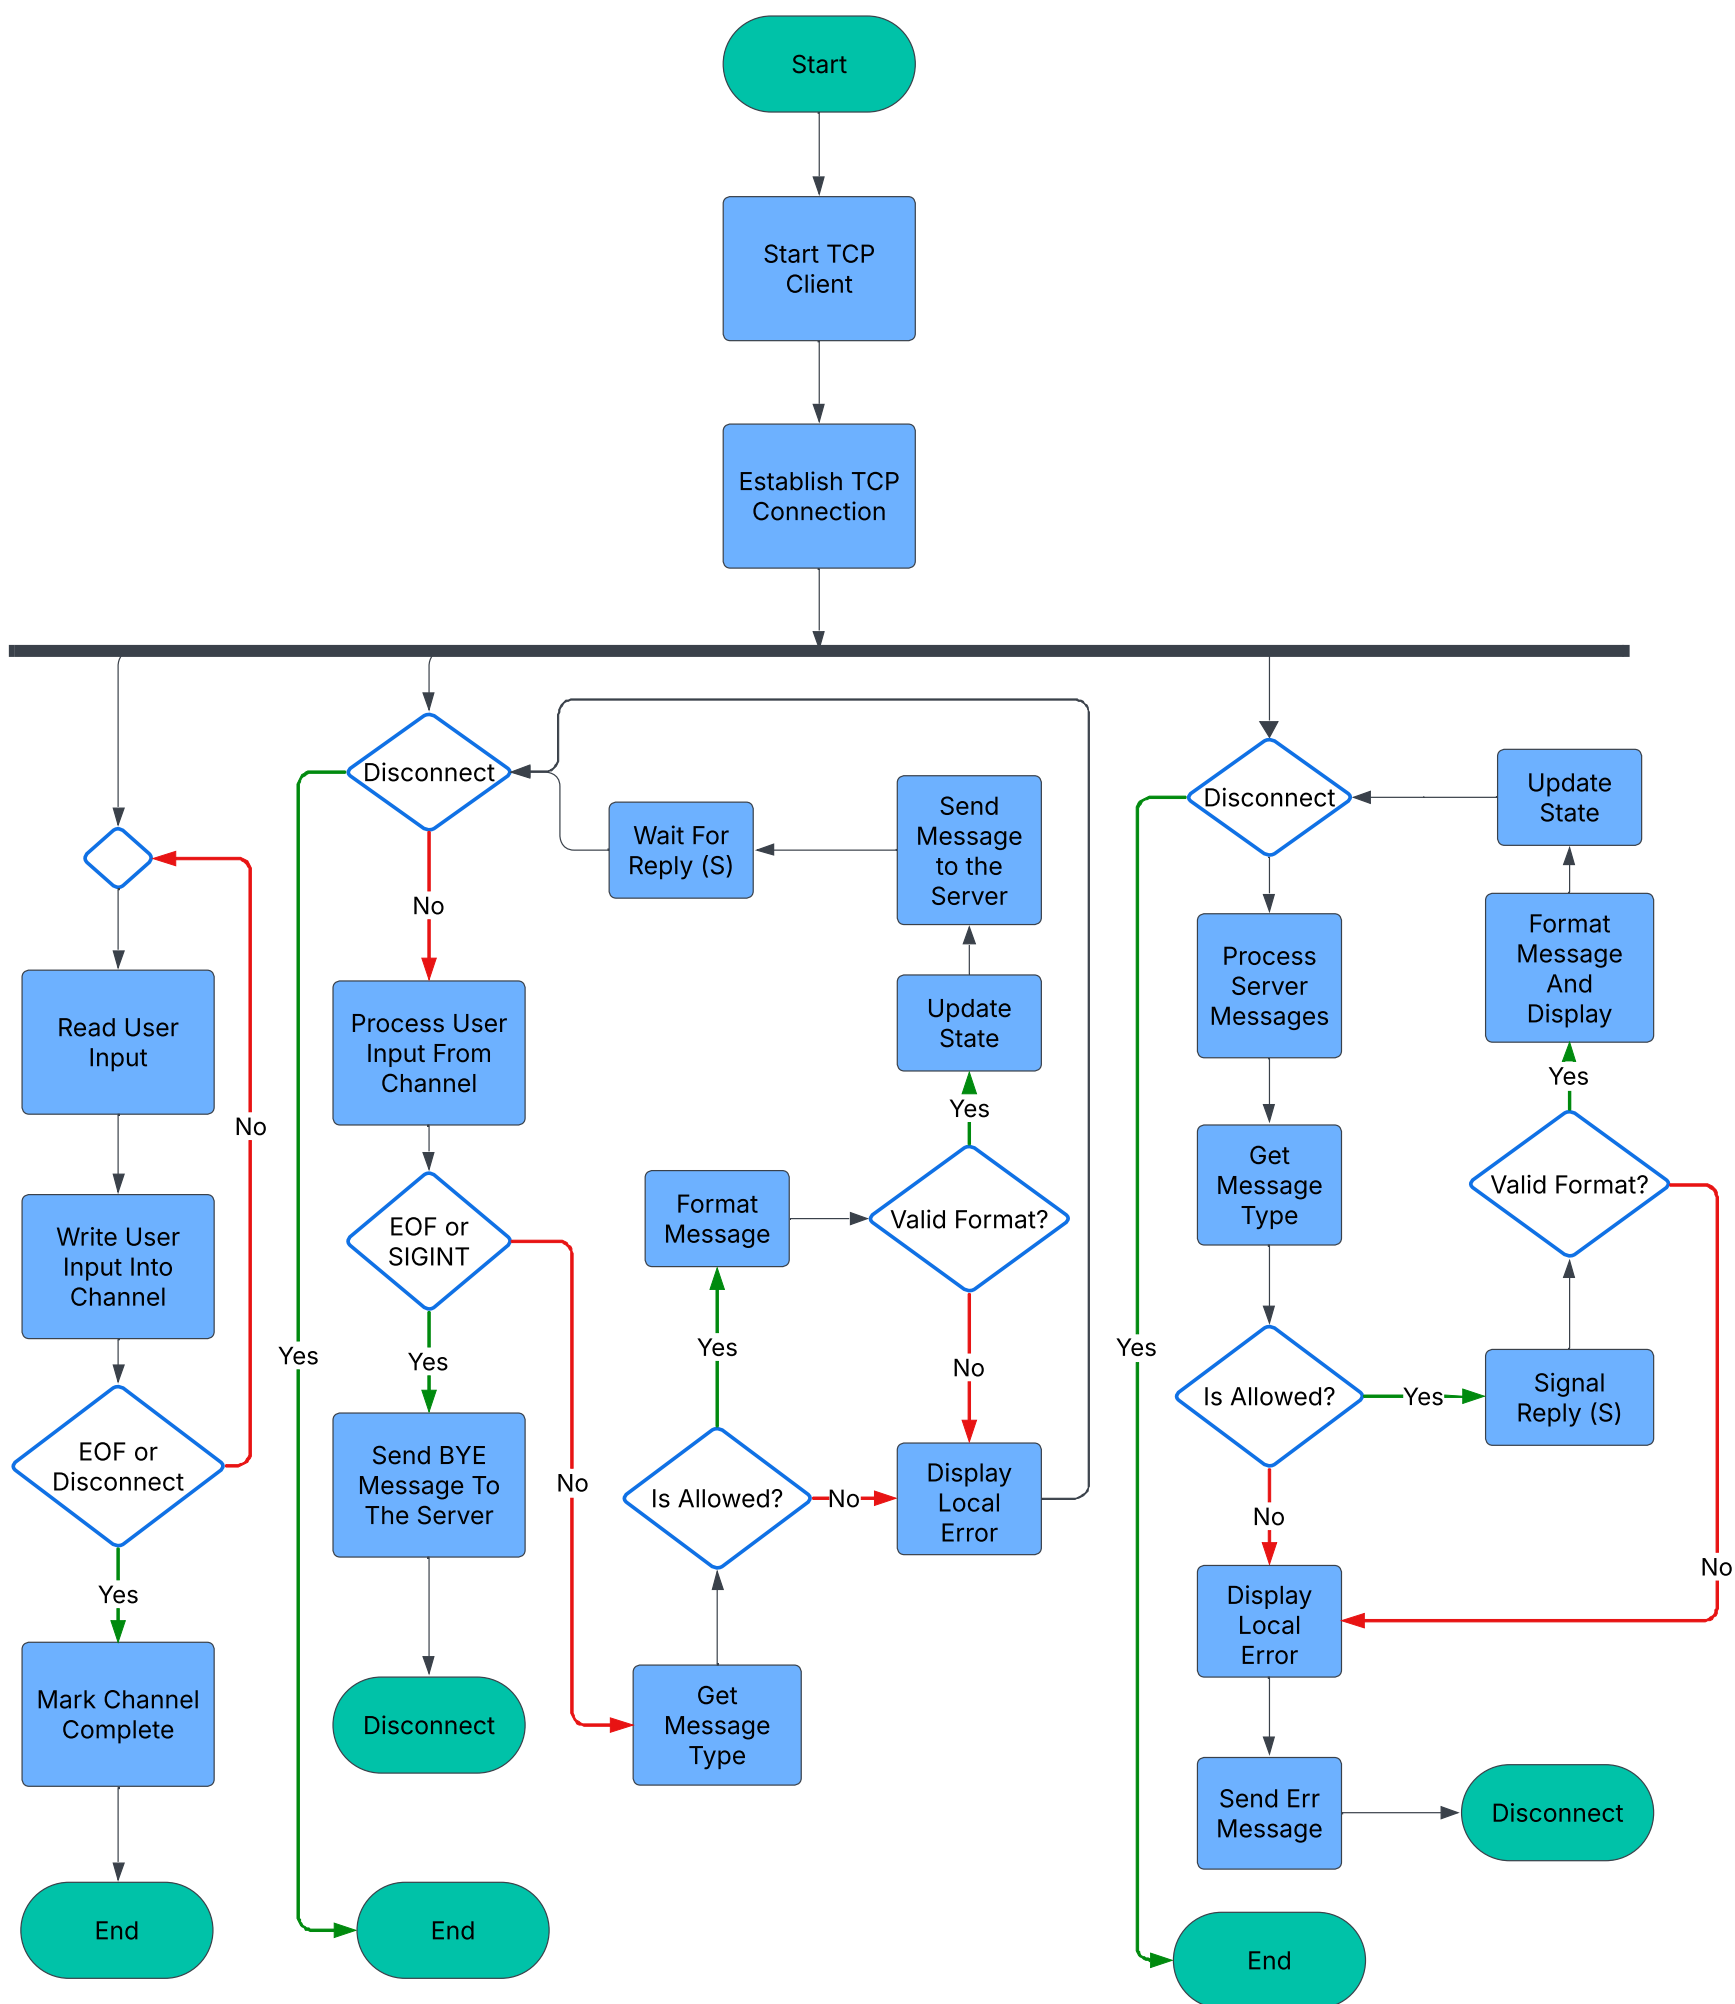 Start
Start TCP
Client
Establish TCP
Connection
Read User
Input
Write User
Input Into
Channel
EOF or
Disconnect
No
Yes
Mark Channel
Complete
End
Disconnect
No
Yes
Process User
Input From
Channel
EOF or
SIGINT
Yes
No
Send BYE
Message To
The Server
Disconnect
End
Get
Message
Type
Is Allowed?
Yes
No
Format
Message
Valid Format?
Yes
No
Display
Local
Error
Update
State
Send
Message
to the
Server
Wait For
Reply (S)
Disconnect
Yes
Process
Server
Messages
Get
Message
Type
Is Allowed?
Yes
No
Signal
Reply (S)
Valid Format?
Yes
No
Format
Message
And
Display
Update
State
Display
Local
Error
Send Err
Message
Disconnect
End